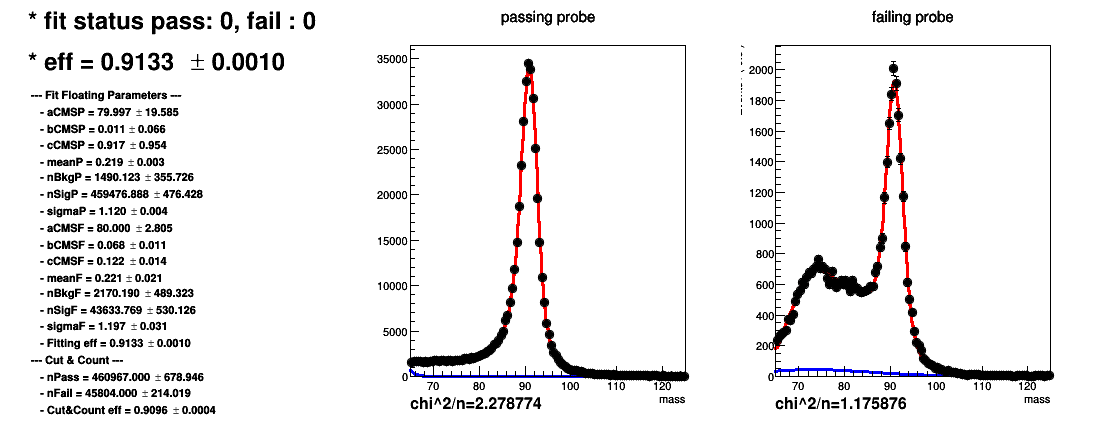 * fit status pass: 0, fail : 0
* eff = 0.9133 ± 0.0010
--- Fit Floating Parameters ---
- aCMSP = 79.997 ± 19.585
- bCMSP = 0.011 ± 0.066
- cCMSP = 0.917 ± 0.954
- meanP = 0.219 ± 0.003
- nBkgP = 1490.123 ± 355.726
- nSigP = 459476.888 ± 476.428
- sigmaP = 1.120 ± 0.004
- aCMSF = 80.000 ± 2.805
- bCMSF = 0.068 ± 0.011
- cCMSF = 0.122 ± 0.014
- meanF = 0.221 ± 0.021
- nBkgF = 2170.190 ± 489.323
- nSigF = 43633.769 ± 530.126
- sigmaF = 1.197 ± 0.031
- Fitting eff = 0.9133 ± 0.0010
--- Cut & Count ---
- nPass = 460967.000 ± 678.946
- nFail = 45804.000 ± 214.019
- Cut&Count eff = 0.9096 ± 0.0004
passing probe
35000
30000
25000
20000
15000
10000
5000
0
70 80 90 100 110 120
mass
chi^2/n=2.278774
failing probe
2000
1800
1600
1400
1200
1000
800
600
400
200
0
70 80 90 100 110 120
mass
chi^2/n=1.175876